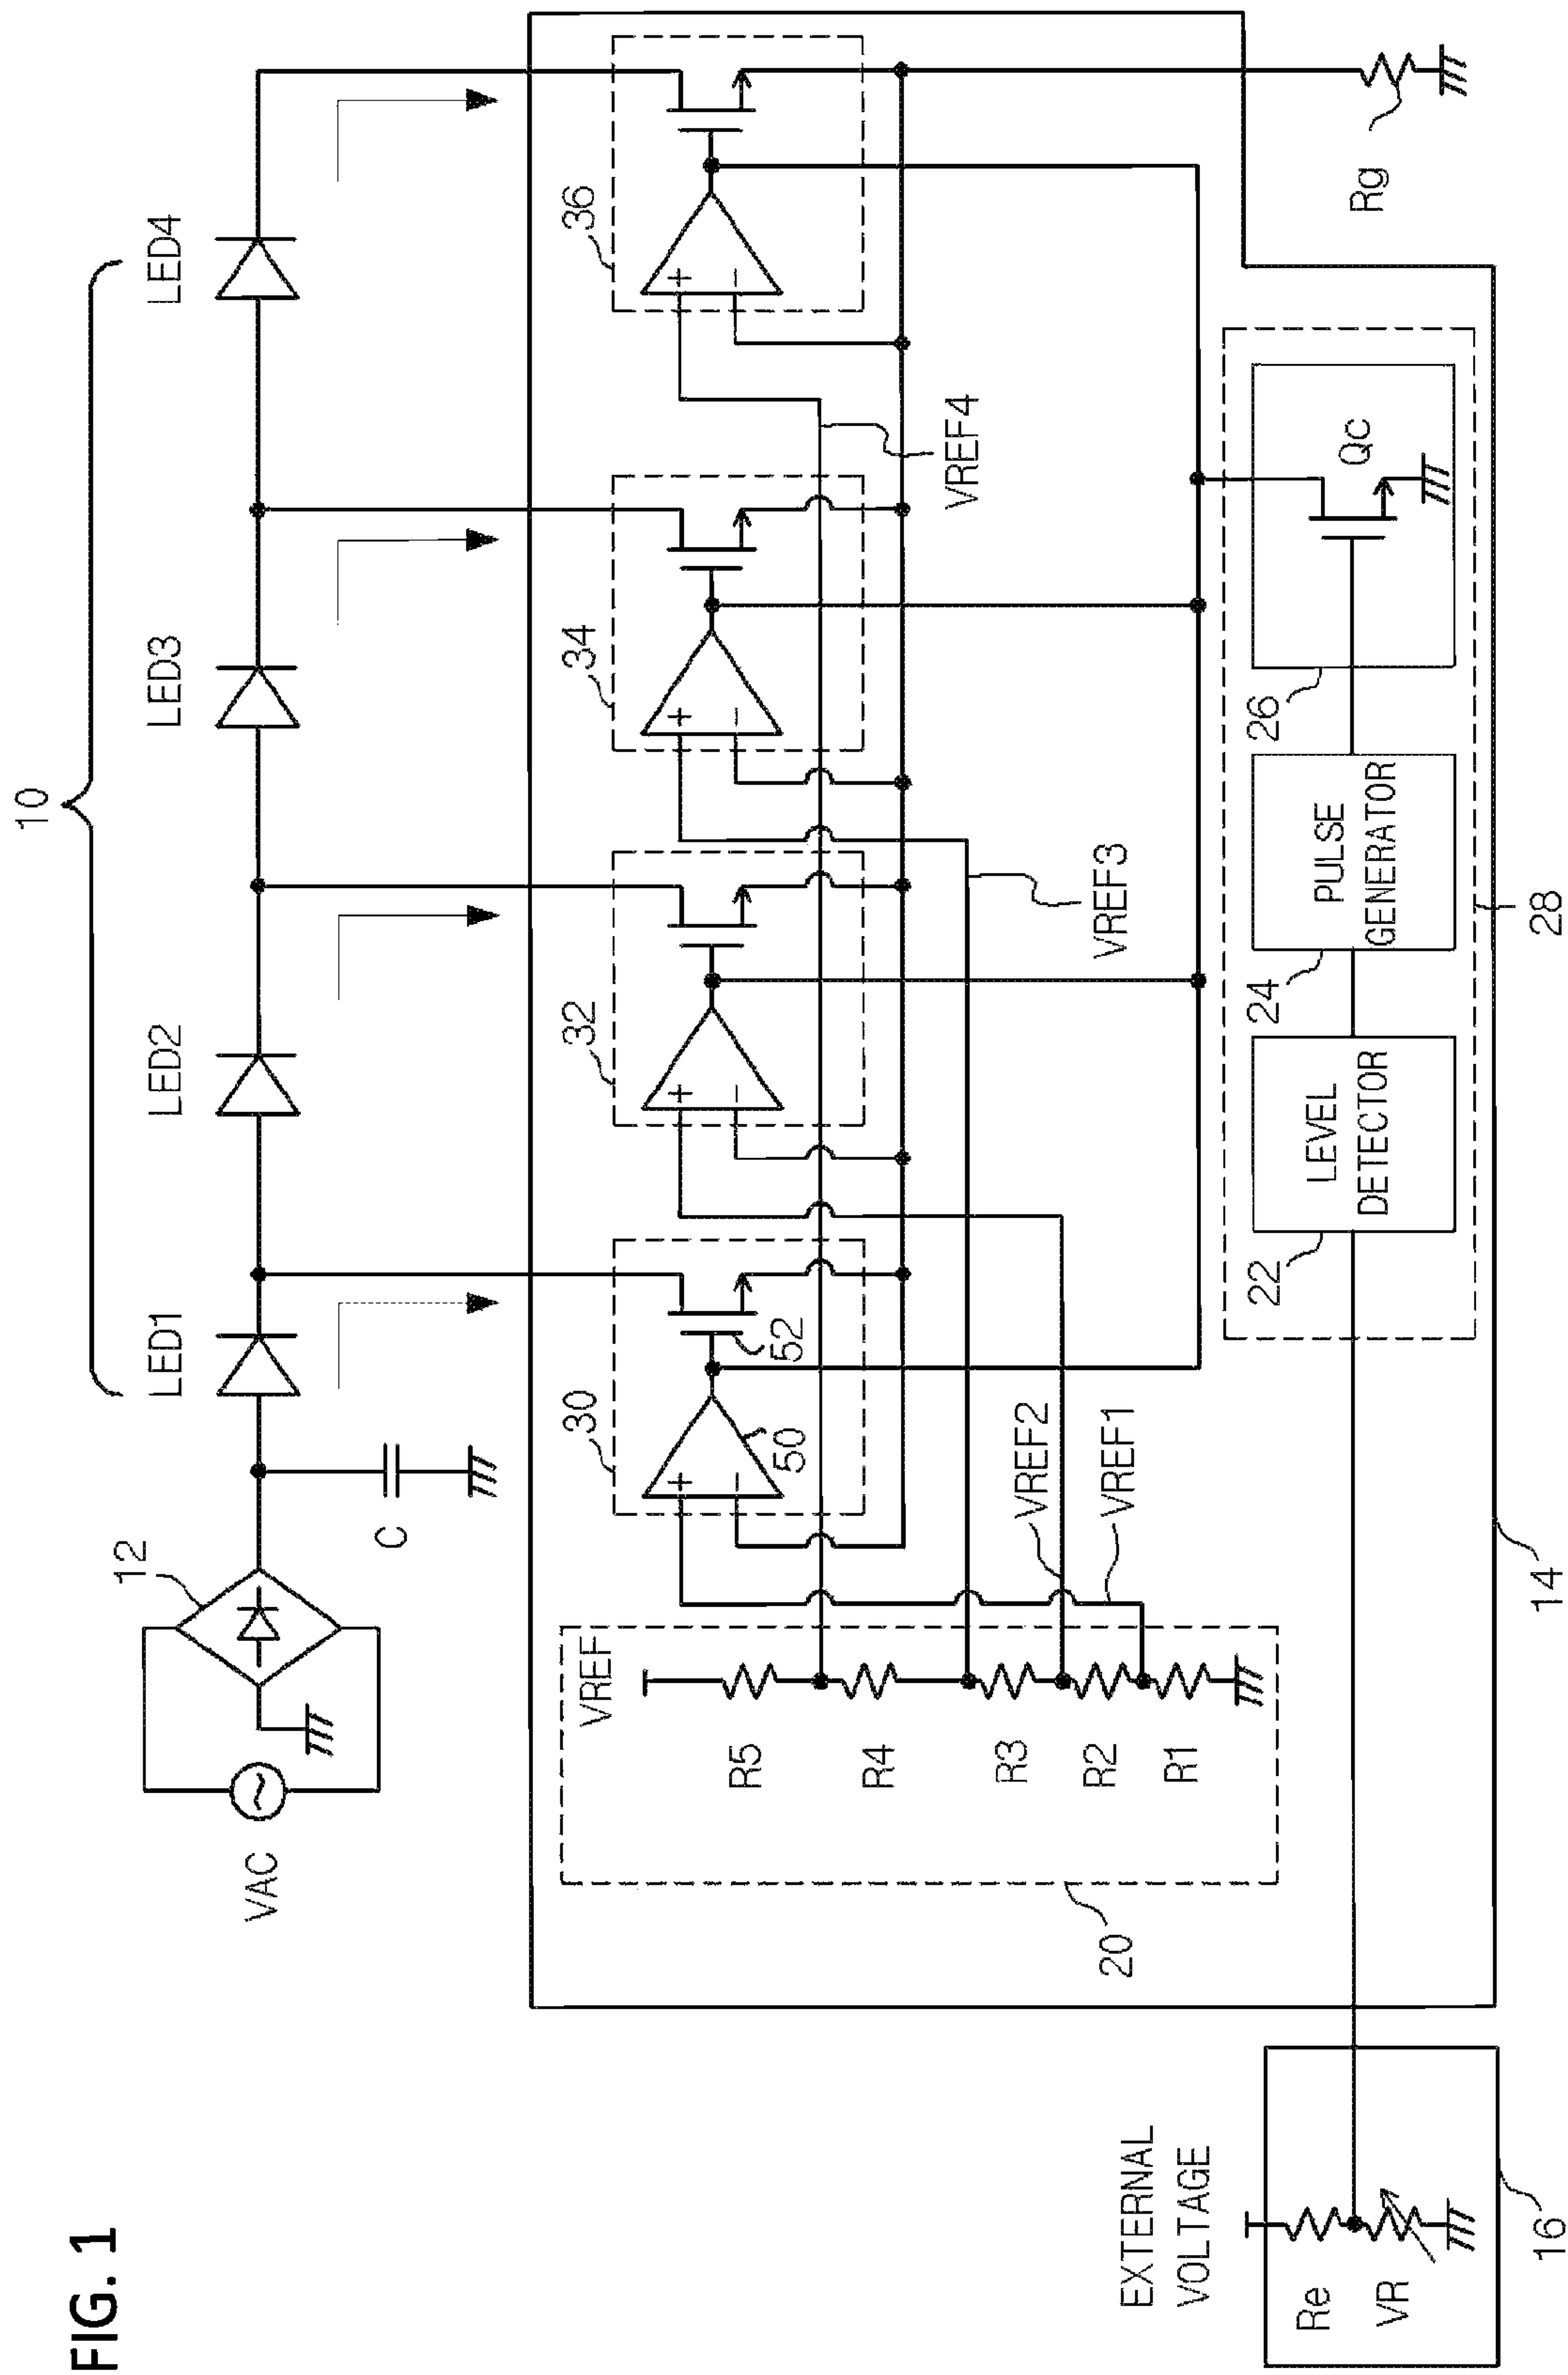 FIG. 1
10
LED1
LED2
LED3
LED4
12
VAC
C
30
32
34
36
+
−
+
−
+
−
+
−
50
52
VREF
R5
R4
R3
R2
R1
20
VREF2
VREF1
VREF3
VREF4
Rg
EXTERNAL
VOLTAGE
Re
VR
16
22
LEVEL
DETECTOR
24
PULSE
GENERATOR
26
Qc
28
14